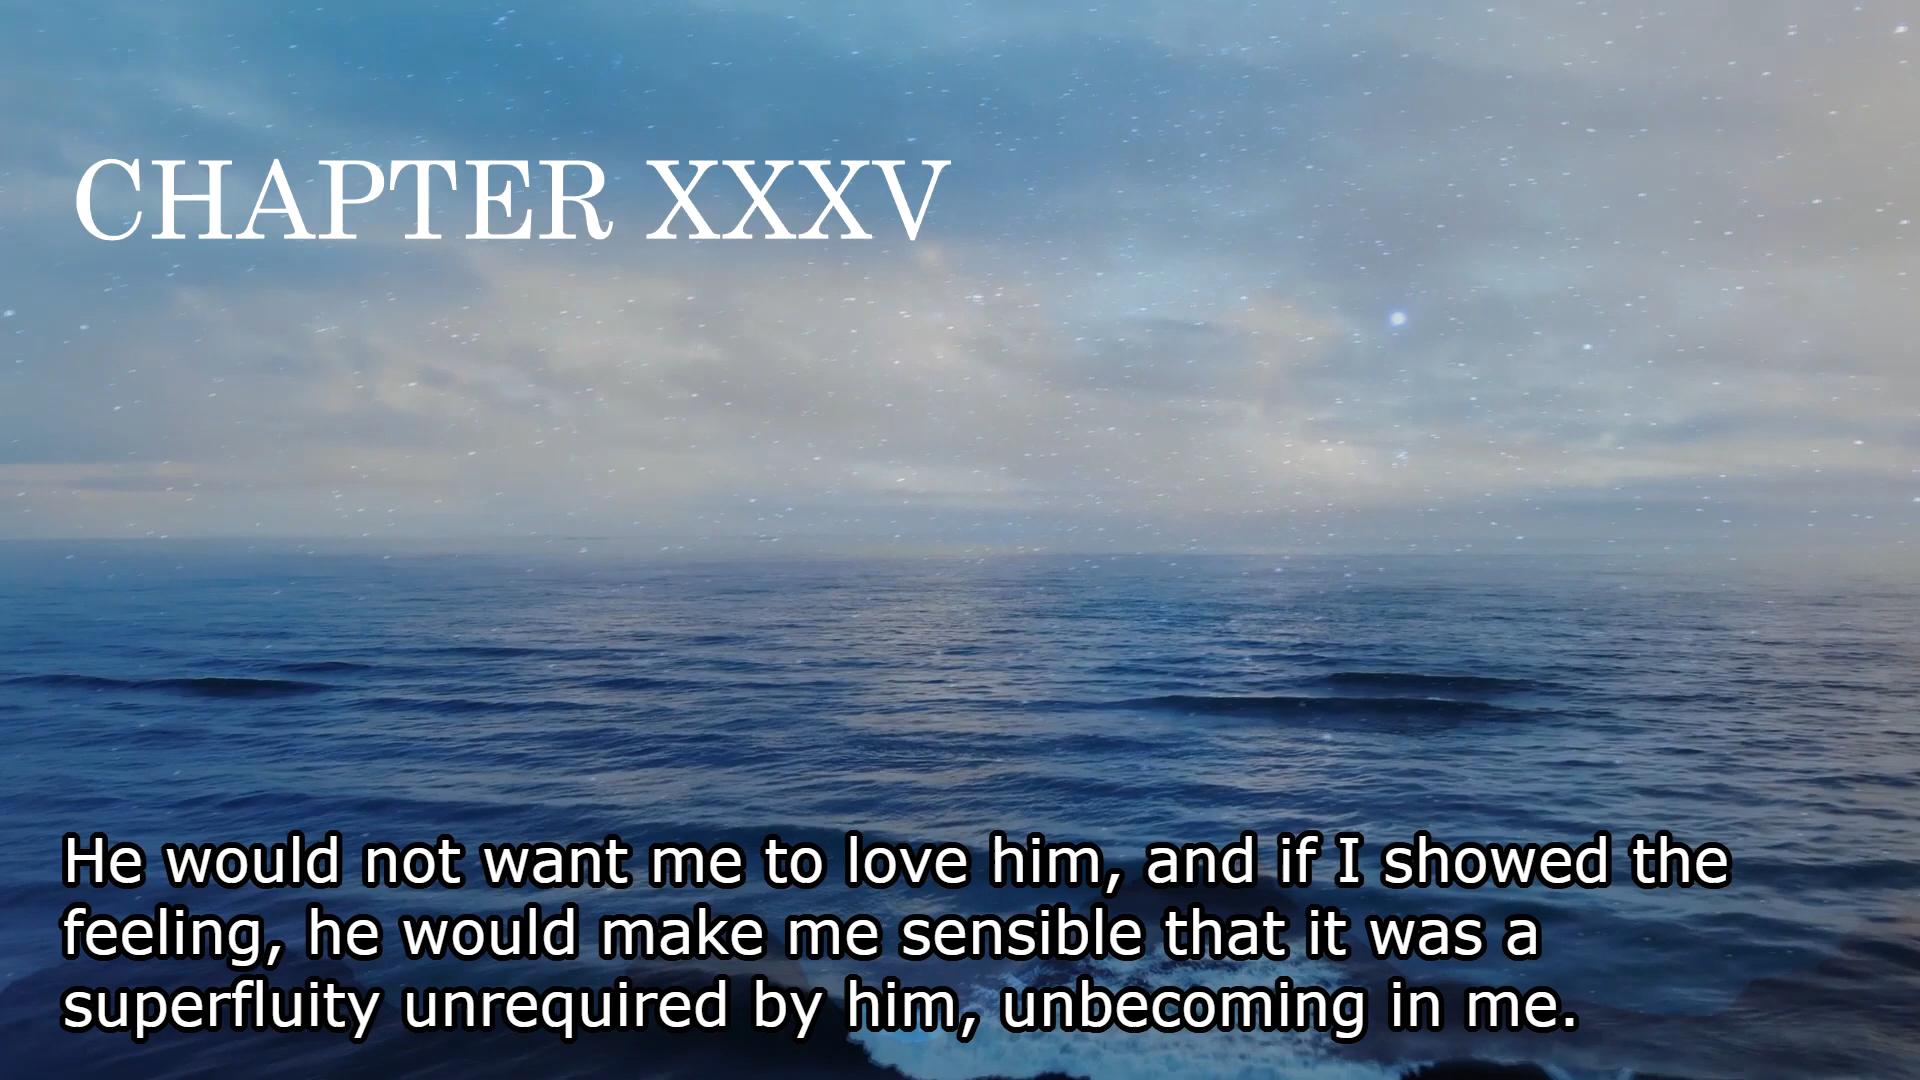 CHAPTER XXXV
He would not want me to love him, and if I showed the
feeling, he would make me sensible that it was a
superfluity unrequired by him, unbecoming in me.